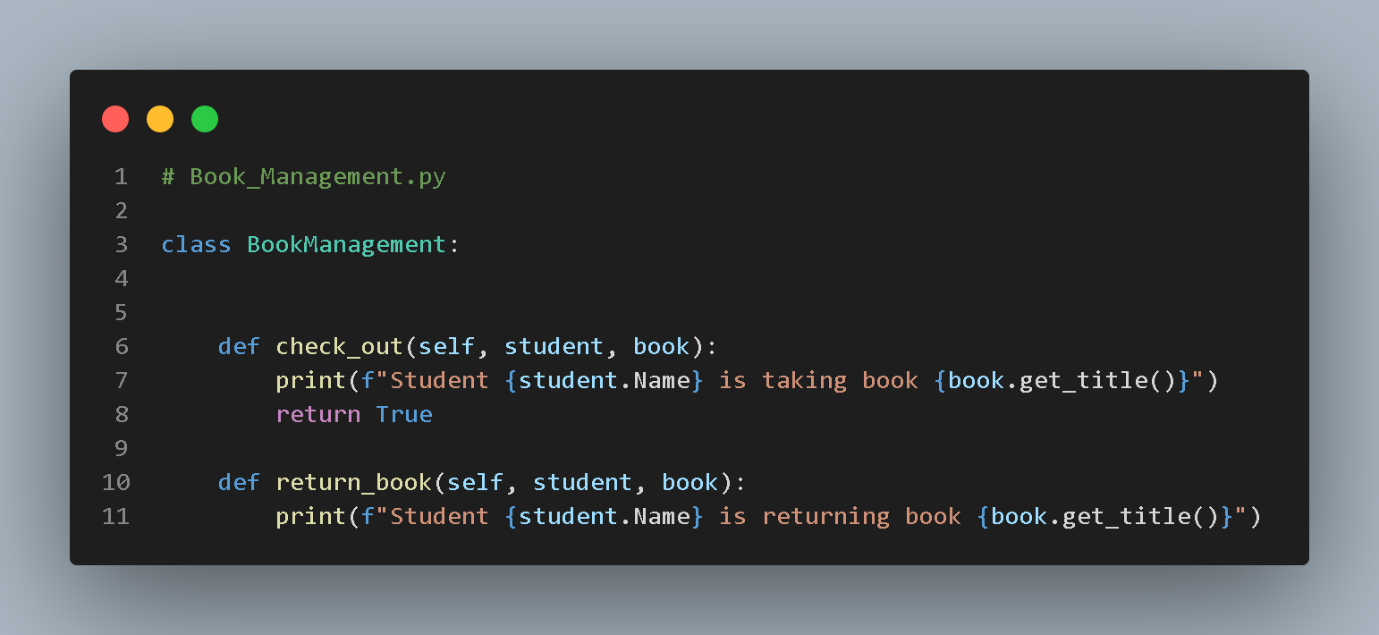 1 # Book_Management.py
2
3 class BookManagement:
4
5
6     def check_out(self, student, book):
7         print(f"Student {student.Name} is taking book {book.get_title()}")
8         return True
9
10     def return_book(self, student, book):
11         print(f"Student {student.Name} is returning book {book.get_title()}")